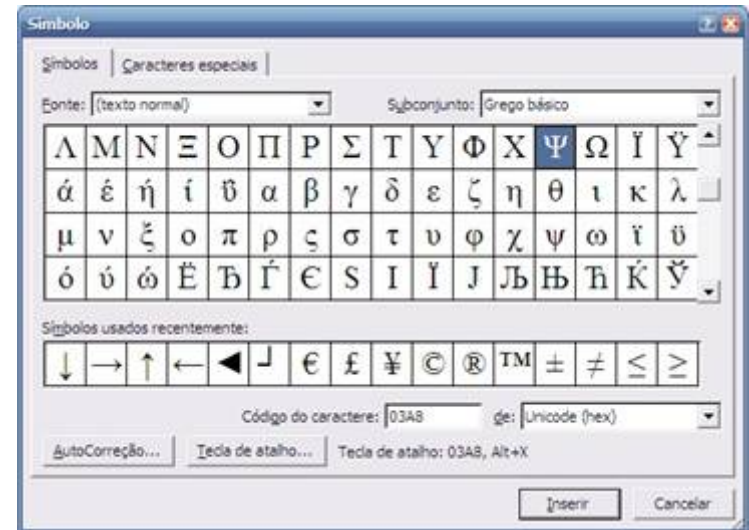 Símbolo
Símbolos Caracteres especiais
Fonte: (texto normal) Subconjunto: Grego básico
Λ Μ Ν Ξ Ο Π Ρ Σ Τ Υ Φ Χ Ψ Ω Ϊ Ϋ
ά έ ή ί ΰ α β γ δ ε ζ η θ ι κ λ
μ ν ξ ο π ρ ς σ τ υ φ χ ψ ω ϊ ϋ
ό ύ ώ Ё Ђ Ѓ Є Ѕ І Ї Ј Љ Њ Ћ Ќ Ў
Símbolos usados recentemente:
↓ → ↑ ← ◄ ┘ € £ ¥ © ® ™ ± ≠ ≤ ≥
Código do caractere: 03A8 de: Unicode (hex)
AutoCorreção... Tecla de atalho... Tecla de atalho: 03A8, Alt+X
Inserir Cancelar